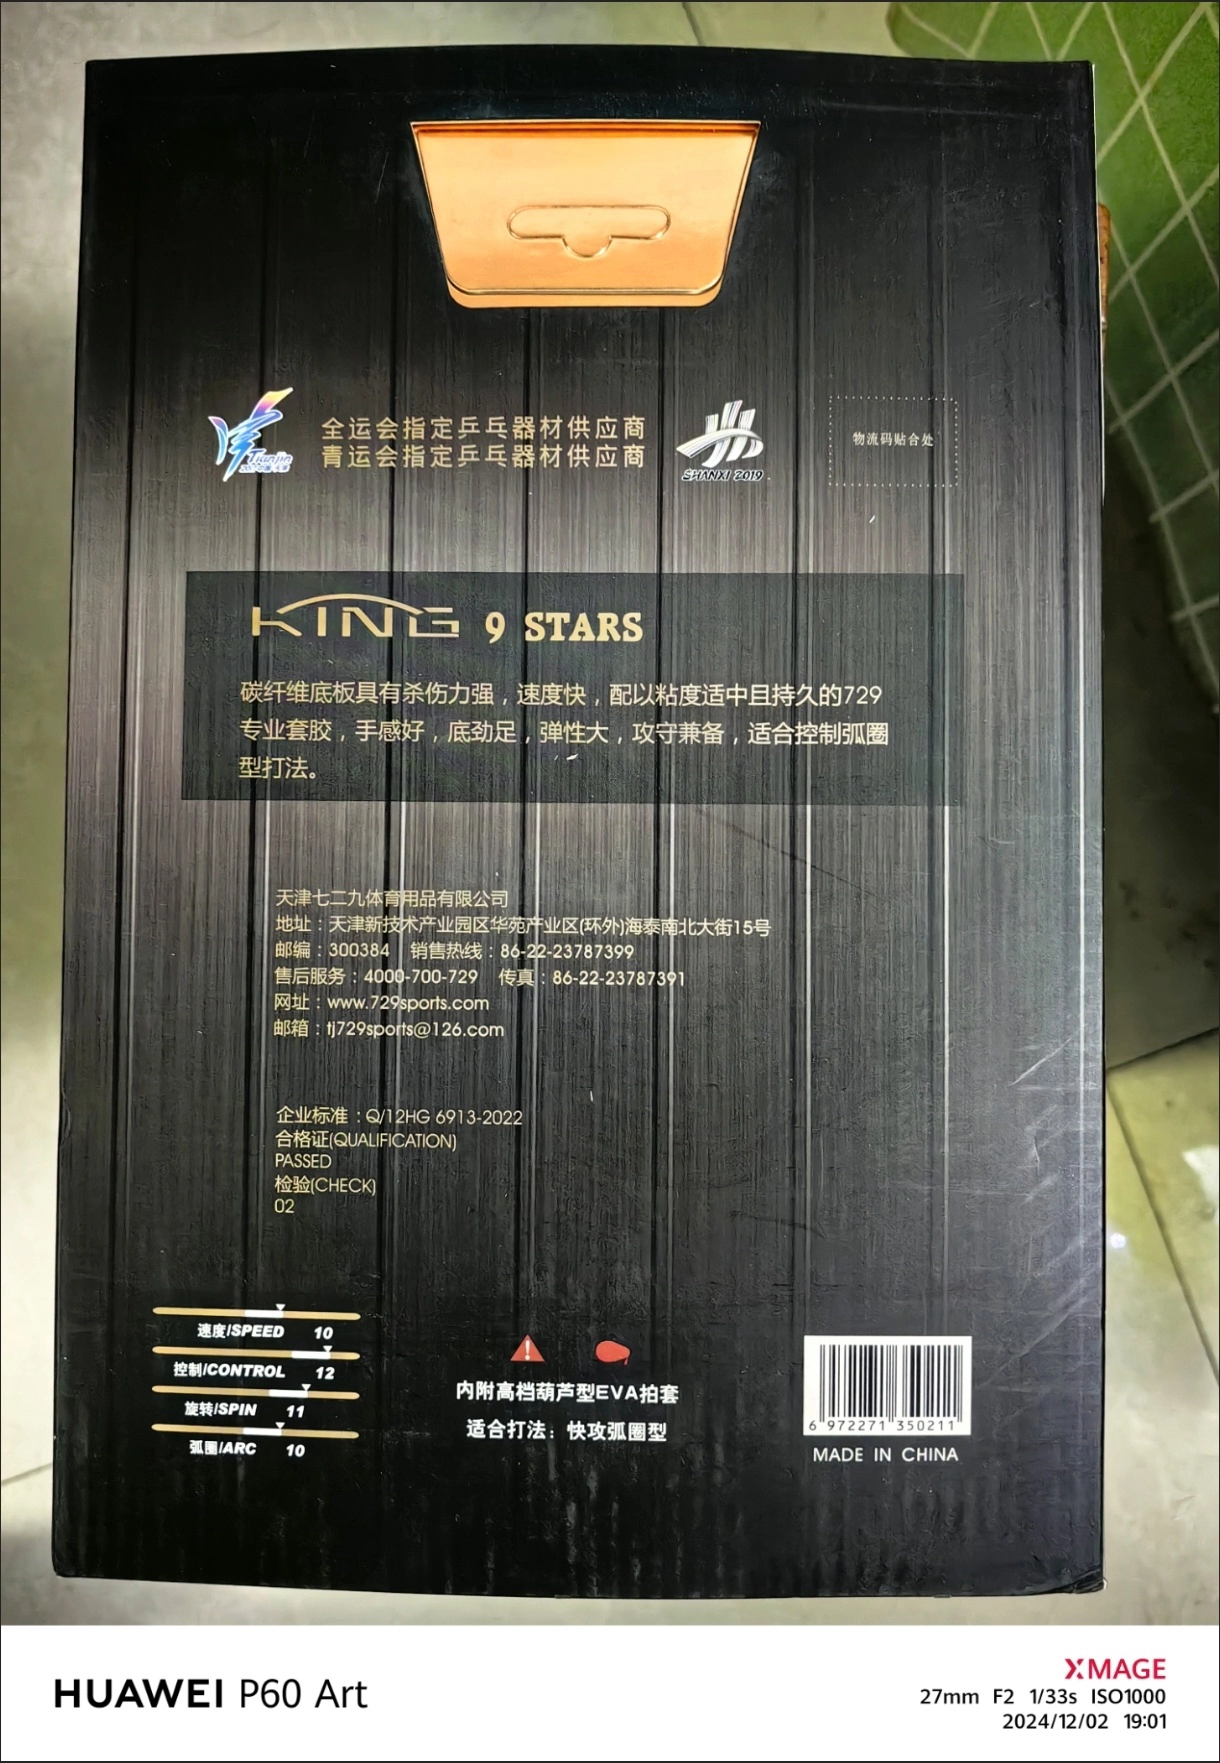 全运会指定乒乓器材供应商
青运会指定乒乓器材供应商
Tianjin
SHANXI 2019
物流码贴合处
KING 9 STARS
碳纤维底板具有杀伤力强，速度快，配以粘度适中且持久的729
专业套胶，手感好，底劲足，弹性大，攻守兼备，适合控制弧圈
型打法。
天津七二九体育用品有限公司
地址：天津新技术产业园区华苑产业区(环外)海泰南北大街15号
邮编：300384 销售热线：86-22-23787399
售后服务：4000-700-729 传真：86-22-23787391
网址：www.729sports.com
邮箱：tj729sports@126.com
企业标准：Q/12HG 6913-2022
合格证(QUALIFICATION)
PASSED
检验(CHECK)
02
速度/SPEED 10
控制/CONTROL 12
旋转/SPIN 11
弧圈/ARC 10
内附高档葫芦型EVA拍套
适合打法：快攻弧圈型
6 972271 350211
MADE IN CHINA
HUAWEI P60 Art
XMAGE
27mm F2 1/33s ISO1000
2024/12/02 19:01